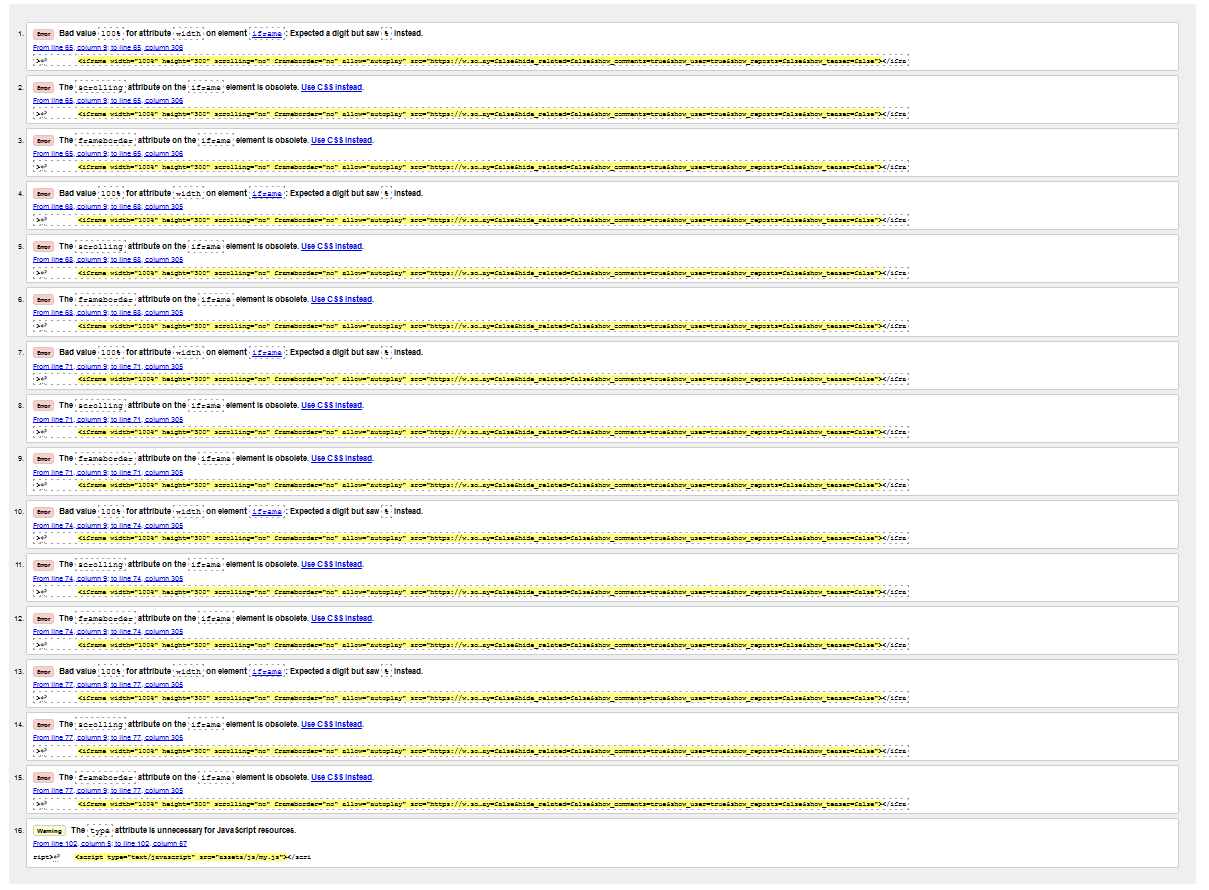 1. Error Bad value 100% for attribute width on element iframe: Expected a digit but saw % instead.
From line 65, column 9; to line 65, column 306
>↩ <iframe width="100%" height="300" scrolling="no" frameborder="no" allow="autoplay" src="https://w.so…ay=false&hide_related=false&show_comments=true&show_user=true&show_reposts=false&show_teaser=false"></ifra
2. Error The scrolling attribute on the iframe element is obsolete. Use CSS instead.
From line 65, column 9; to line 65, column 306
>↩ <iframe width="100%" height="300" scrolling="no" frameborder="no" allow="autoplay" src="https://w.so…ay=false&hide_related=false&show_comments=true&show_user=true&show_reposts=false&show_teaser=false"></ifra
3. Error The frameborder attribute on the iframe element is obsolete. Use CSS instead.
From line 65, column 9; to line 65, column 306
>↩ <iframe width="100%" height="300" scrolling="no" frameborder="no" allow="autoplay" src="https://w.so…ay=false&hide_related=false&show_comments=true&show_user=true&show_reposts=false&show_teaser=false"></ifra
4. Error Bad value 100% for attribute width on element iframe: Expected a digit but saw % instead.
From line 68, column 9; to line 68, column 305
>↩ <iframe width="100%" height="300" scrolling="no" frameborder="no" allow="autoplay" src="https://w.so…ay=false&hide_related=false&show_comments=true&show_user=true&show_reposts=false&show_teaser=false"></ifra
5. Error The scrolling attribute on the iframe element is obsolete. Use CSS instead.
From line 68, column 9; to line 68, column 305
>↩ <iframe width="100%" height="300" scrolling="no" frameborder="no" allow="autoplay" src="https://w.so…ay=false&hide_related=false&show_comments=true&show_user=true&show_reposts=false&show_teaser=false"></ifra
6. Error The frameborder attribute on the iframe element is obsolete. Use CSS instead.
From line 68, column 9; to line 68, column 305
>↩ <iframe width="100%" height="300" scrolling="no" frameborder="no" allow="autoplay" src="https://w.so…ay=false&hide_related=false&show_comments=true&show_user=true&show_reposts=false&show_teaser=false"></ifra
7. Error Bad value 100% for attribute width on element iframe: Expected a digit but saw % instead.
From line 71, column 9; to line 71, column 305
>↩ <iframe width="100%" height="300" scrolling="no" frameborder="no" allow="autoplay" src="https://w.so…ay=false&hide_related=false&show_comments=true&show_user=true&show_reposts=false&show_teaser=false"></ifra
8. Error The scrolling attribute on the iframe element is obsolete. Use CSS instead.
From line 71, column 9; to line 71, column 305
>↩ <iframe width="100%" height="300" scrolling="no" frameborder="no" allow="autoplay" src="https://w.so…ay=false&hide_related=false&show_comments=true&show_user=true&show_reposts=false&show_teaser=false"></ifra
9. Error The frameborder attribute on the iframe element is obsolete. Use CSS instead.
From line 71, column 9; to line 71, column 305
>↩ <iframe width="100%" height="300" scrolling="no" frameborder="no" allow="autoplay" src="https://w.so…ay=false&hide_related=false&show_comments=true&show_user=true&show_reposts=false&show_teaser=false"></ifra
10. Error Bad value 100% for attribute width on element iframe: Expected a digit but saw % instead.
From line 74, column 9; to line 74, column 305
>↩ <iframe width="100%" height="300" scrolling="no" frameborder="no" allow="autoplay" src="https://w.so…ay=false&hide_related=false&show_comments=true&show_user=true&show_reposts=false&show_teaser=false"></ifra
11. Error The scrolling attribute on the iframe element is obsolete. Use CSS instead.
From line 74, column 9; to line 74, column 305
>↩ <iframe width="100%" height="300" scrolling="no" frameborder="no" allow="autoplay" src="https://w.so…ay=false&hide_related=false&show_comments=true&show_user=true&show_reposts=false&show_teaser=false"></ifra
12. Error The frameborder attribute on the iframe element is obsolete. Use CSS instead.
From line 74, column 9; to line 74, column 305
>↩ <iframe width="100%" height="300" scrolling="no" frameborder="no" allow="autoplay" src="https://w.so…ay=false&hide_related=false&show_comments=true&show_user=true&show_reposts=false&show_teaser=false"></ifra
13. Error Bad value 100% for attribute width on element iframe: Expected a digit but saw % instead.
From line 77, column 9; to line 77, column 305
>↩ <iframe width="100%" height="300" scrolling="no" frameborder="no" allow="autoplay" src="https://w.so…ay=false&hide_related=false&show_comments=true&show_user=true&show_reposts=false&show_teaser=false"></ifra
14. Error The scrolling attribute on the iframe element is obsolete. Use CSS instead.
From line 77, column 9; to line 77, column 305
>↩ <iframe width="100%" height="300" scrolling="no" frameborder="no" allow="autoplay" src="https://w.so…ay=false&hide_related=false&show_comments=true&show_user=true&show_reposts=false&show_teaser=false"></ifra
15. Error The frameborder attribute on the iframe element is obsolete. Use CSS instead.
From line 77, column 9; to line 77, column 305
>↩ <iframe width="100%" height="300" scrolling="no" frameborder="no" allow="autoplay" src="https://w.so…ay=false&hide_related=false&show_comments=true&show_user=true&show_reposts=false&show_teaser=false"></ifra
16. Warning The type attribute is unnecessary for JavaScript resources.
From line 102, column 5; to line 102, column 57
ript>↩ <script type="text/javascript" src="assets/js/my.js"></scri